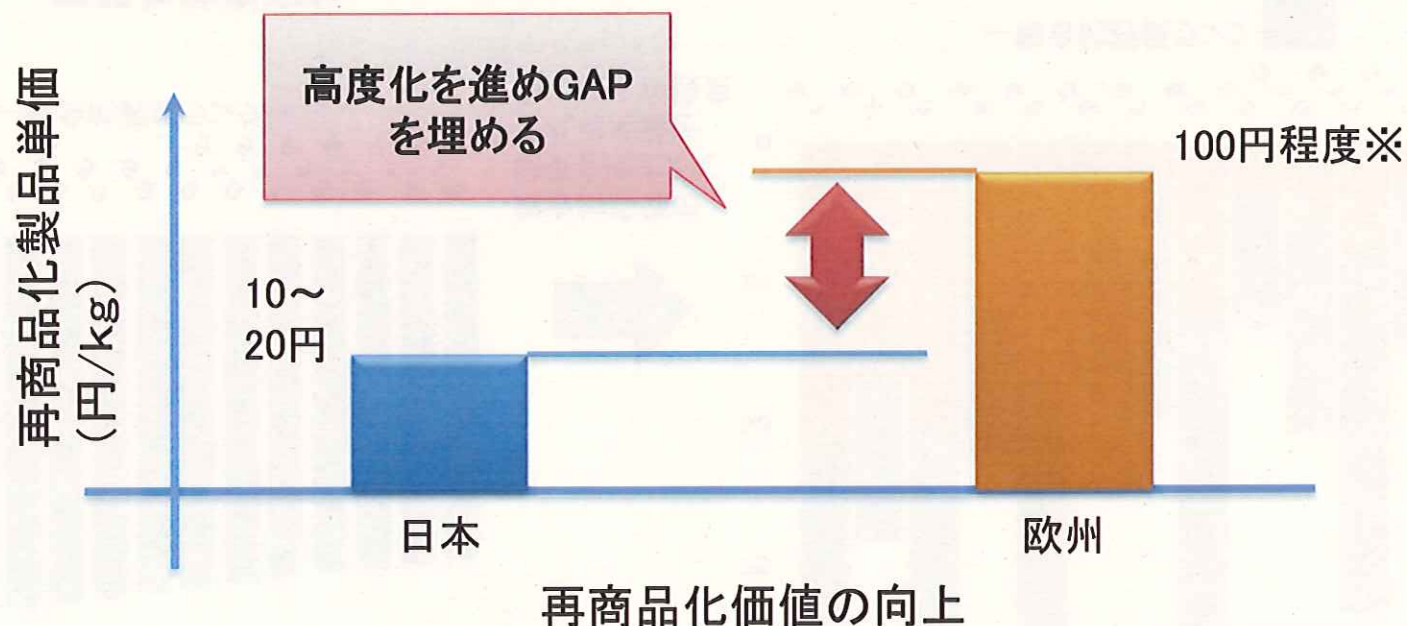 高度化を進めGAP
を埋める
再商品化製品単価
(円/kg)
100円程度※
10～
20円
日本
欧州
再商品化価値の向上